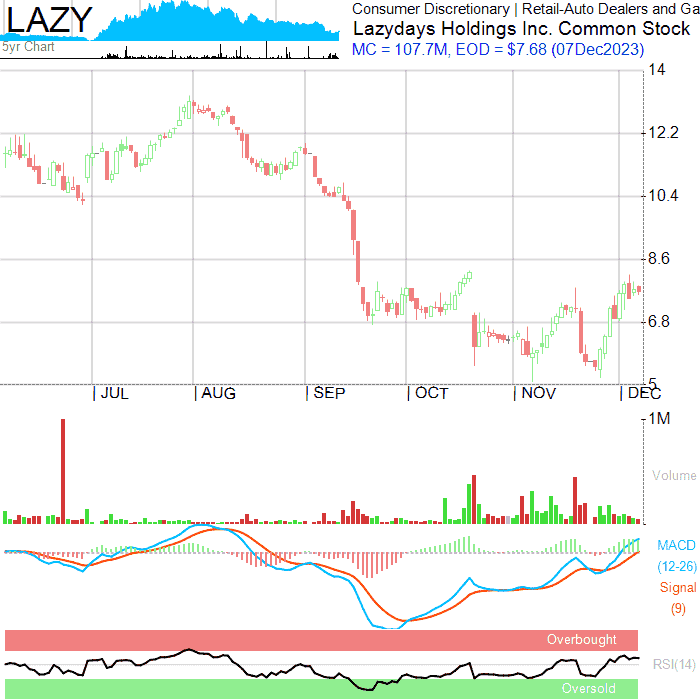 LAZY
5yr Chart
Consumer Discretionary | Retail-Auto Dealers and Ga
Lazydays Holdings Inc. Common Stock
MC = 107.7M, EOD = $7.68 (07Dec2023)
14
12.2
10.4
8.6
6.8
5
| JUL | AUG | SEP | OCT | NOV | DEC
1M
Volume
MACD
(12-26)
Signal
(9)
Overbought
RSI(14)
Oversold